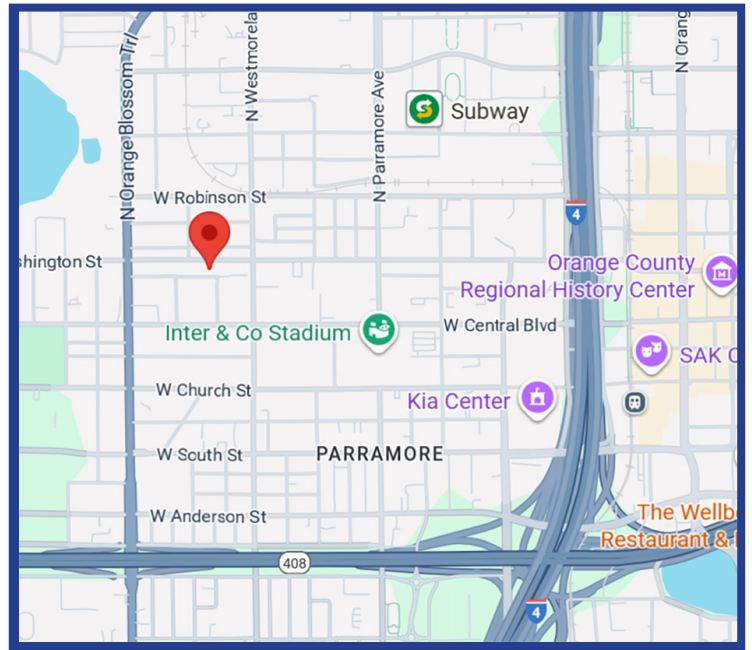 N Orange Blossom Trl
N Westmorela
N Parramore Ave
N Orang
Subway
W Robinson St
4
shington St
Orange County
Regional History Center
Inter & Co Stadium
W Central Blvd
SAK C
W Church St
Kia Center
W South St
PARRAMORE
W Anderson St
The Wellb
Restaurant &
408
4